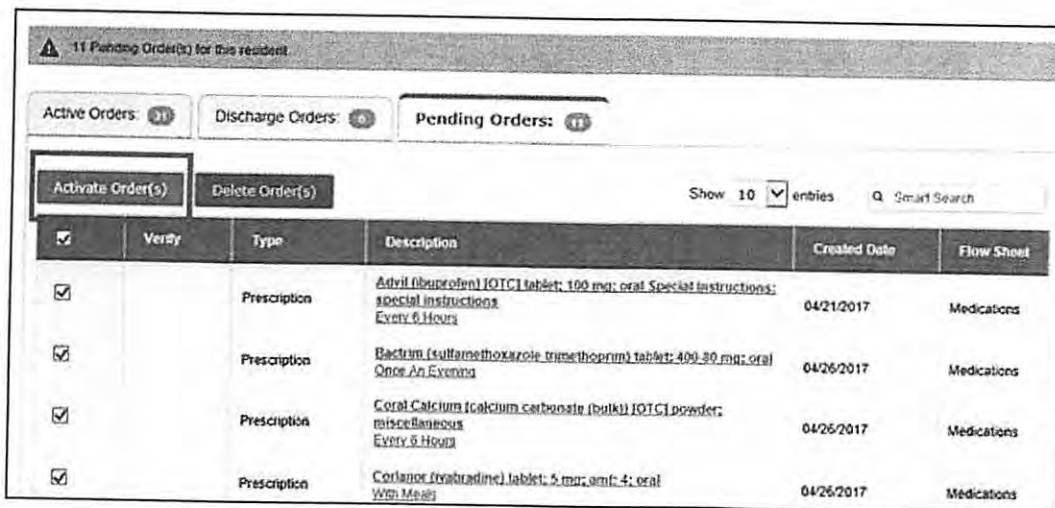 11 Pending Order(s) for this resident
Active Orders: 31 Discharge Orders: 6 Pending Orders: 11
Activate Order(s) Delete Order(s) Show 10 entries Smart Search
Verify Type Description Created Date Flow Sheet
Advil (ibuprofen) [OTC] tablet; 100 mg; oral Special Instructions:
Prescription special instructions 04/21/2017 Medications
Every 6 Hours
Prescription Bactrim (sulfamethoxazole trimethoprim) tablet; 400-80 mg; oral 04/26/2017 Medications
Once An Evening
Coral Calcium (calcium carbonate (bulk)) [OTC] powder;
Prescription miscellaneous 04/26/2017 Medications
Every 6 Hours
Prescription Corlanor (ivabradine) tablet; 5 mg; amt: 4; oral 04/26/2017 Medications
With Meals